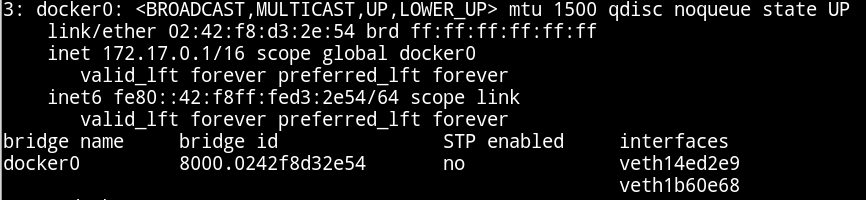 3: docker0: <BROADCAST,MULTICAST,UP,LOWER_UP> mtu 1500 qdisc noqueue state UP
link/ether 02:42:f8:d3:2e:54 brd ff:ff:ff:ff:ff:ff
inet 172.17.0.1/16 scope global docker0
valid_lft forever preferred_lft forever
inet6 fe80::42:f8ff:fed3:2e54/64 scope link
valid_lft forever preferred_lft forever
bridge name bridge id STP enabled interfaces
docker0 8000.0242f8d32e54 no veth14ed2e9
veth1b60e68